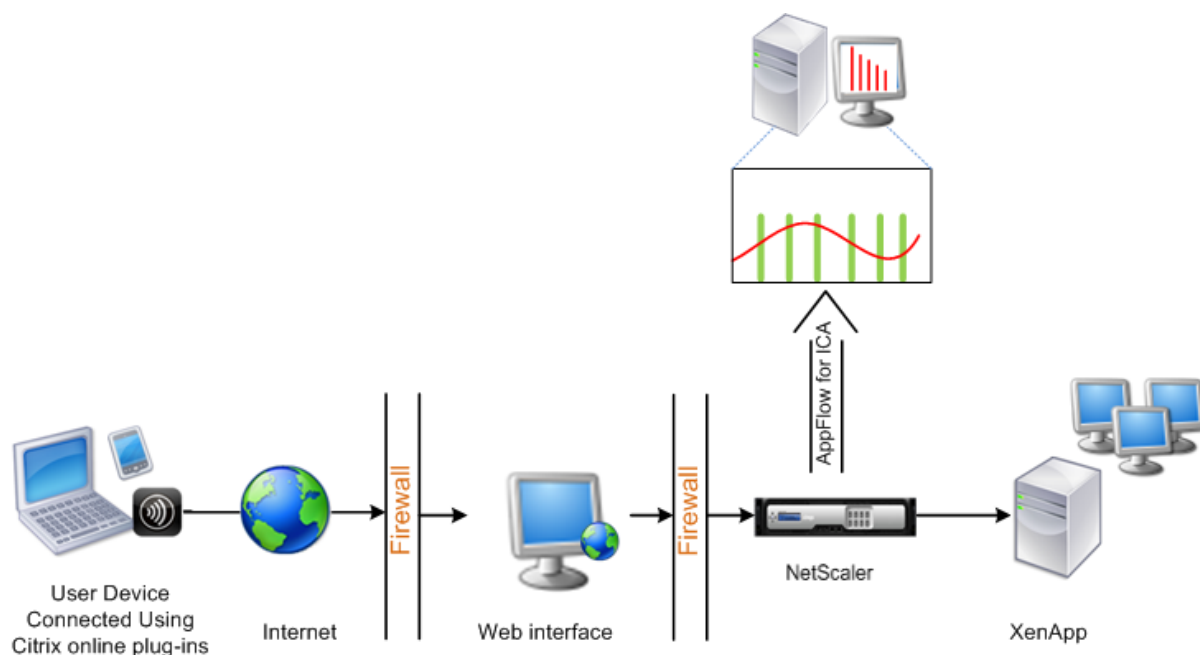 AppFlow for ICA
Firewall
Firewall
NetScaler
User Device
Connected Using
Citrix online plug-ins
Internet
Web interface
XenApp